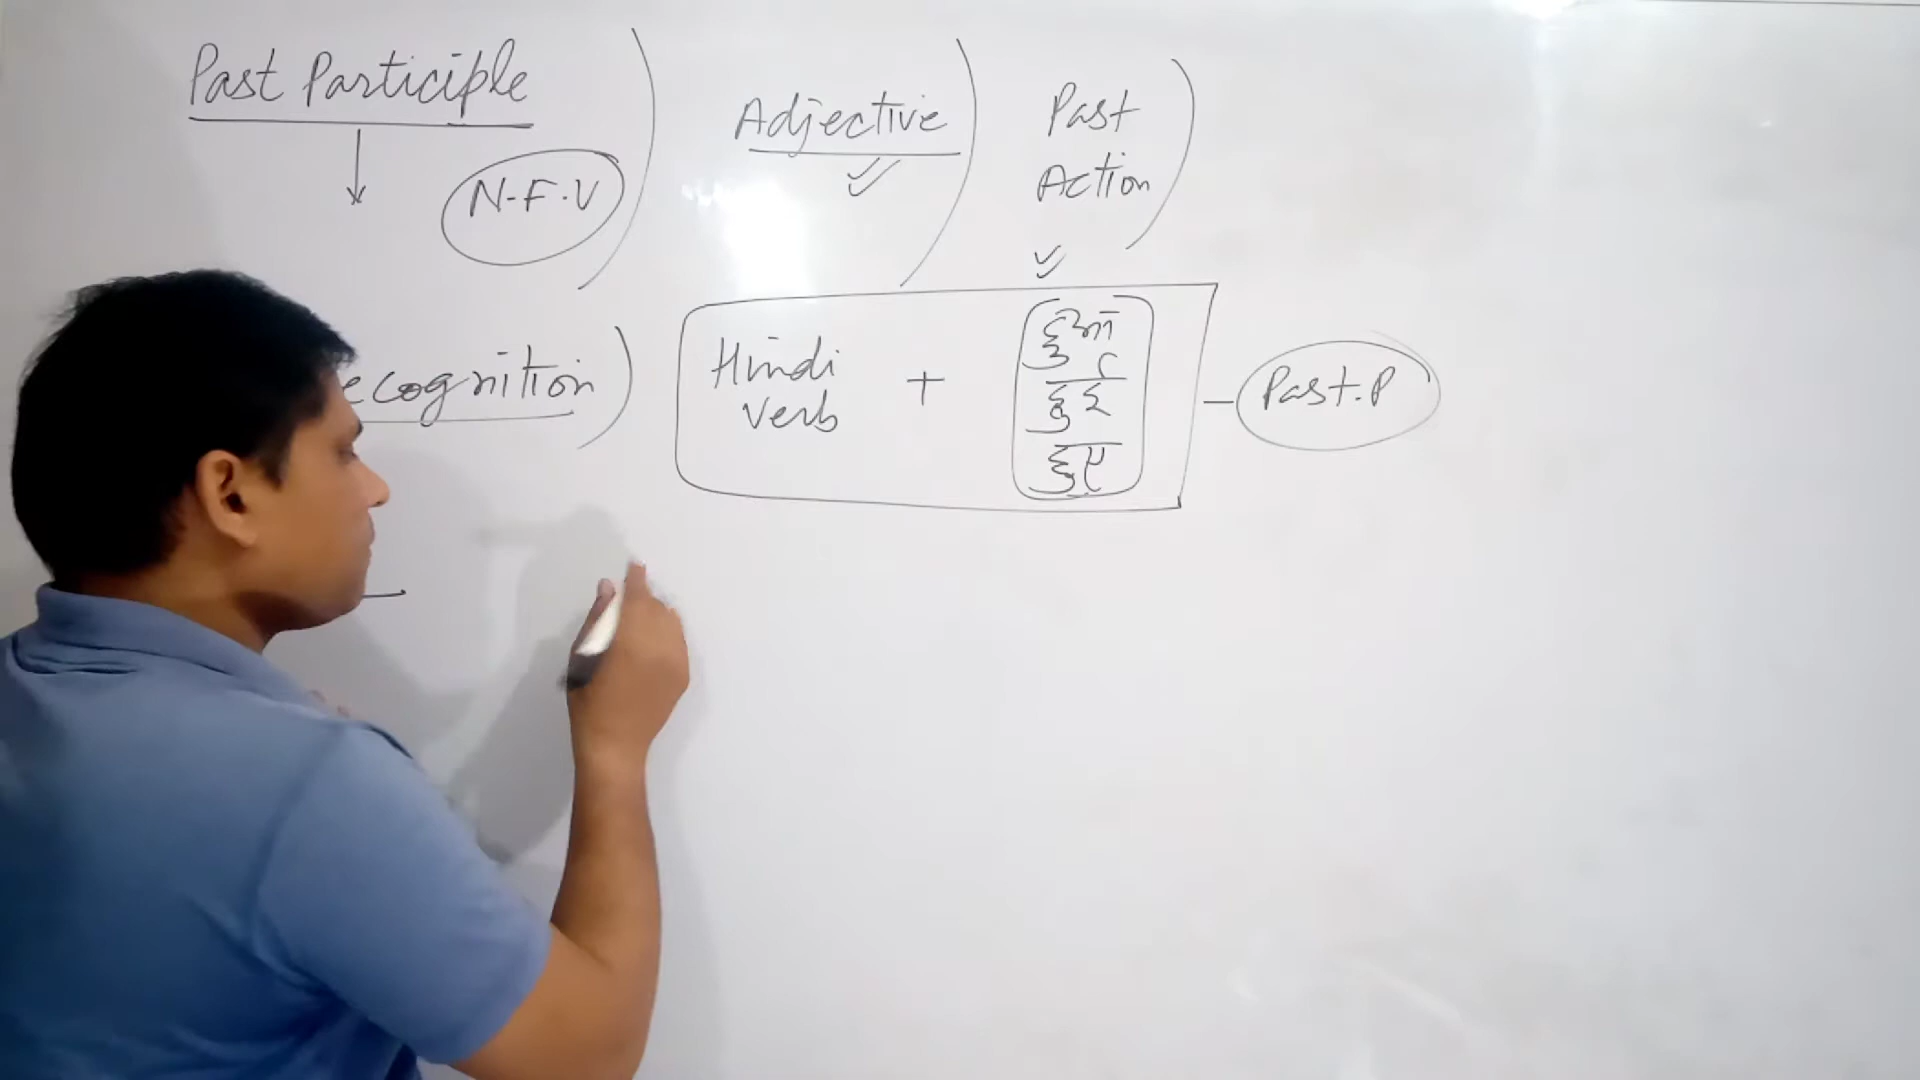 Past Participle
N-F.V
Adjective
Past
Action
ecognition
Hindi
Verb
+
हुआ
हुई
हुए
Past.P